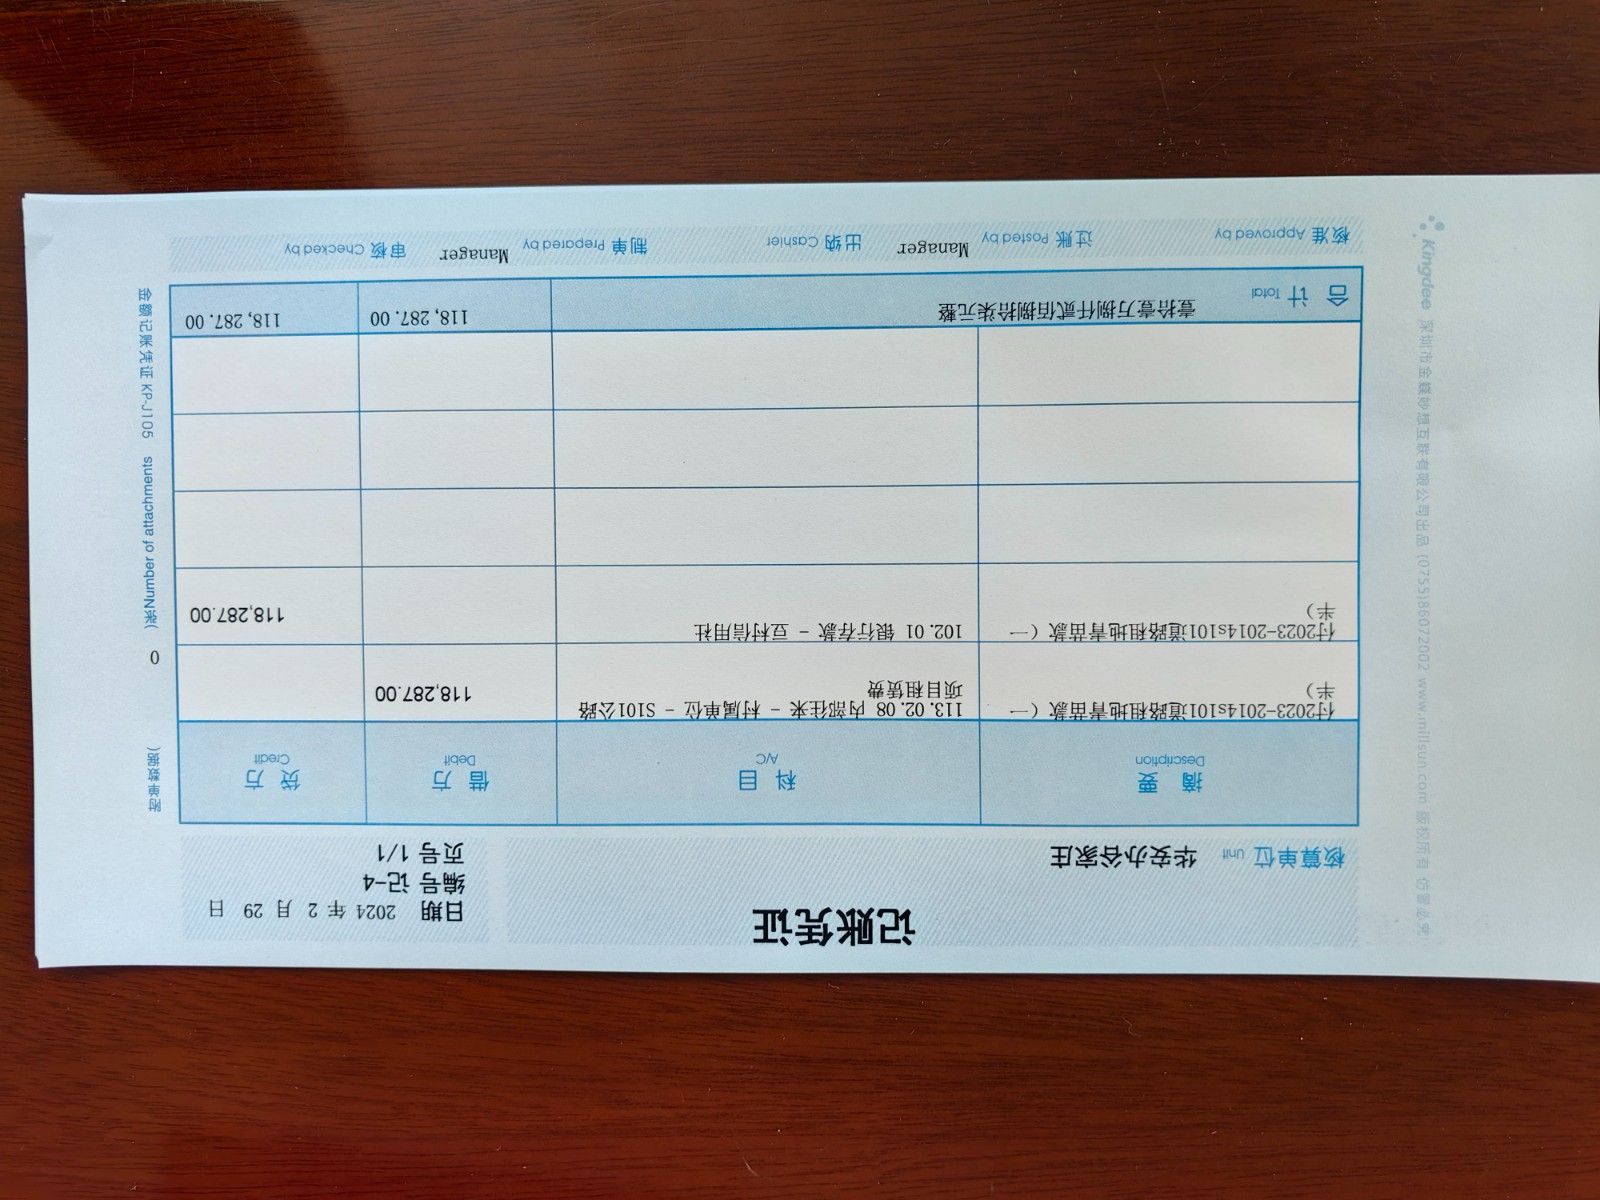 记账凭证
日期 2024 年 2 月 29 日
编号 记-4
页号 1/1
核算单位 Unit 华安办谷家庄
摘 要 科 目 借 方 贷 方
Description A/C Debit Credit
付2023-2014s101道路租地青苗款（一
半）
113.02.08 内部往来 - 村属单位 - S101公路
项目租赁费
118,287.00
付2023-2014s101道路租地青苗款（一
半）
102.01 银行存款 - 豆村信用社
118,287.00
合 计 Total 壹拾壹万捌仟贰佰捌拾柒元整 118,287.00 118,287.00
核准 Approved by 过账 Posted by Manager 出纳 Cashier 制单 Prepared by Manager 审核 Checked by
附单据数（ 0 张)Number of attachments 金额记账凭证 KP-J105
Kingdee 深圳市金蝶妙想互联有限公司出品 (0755)86072002 www.millsun.com 版权所有 仿冒必究